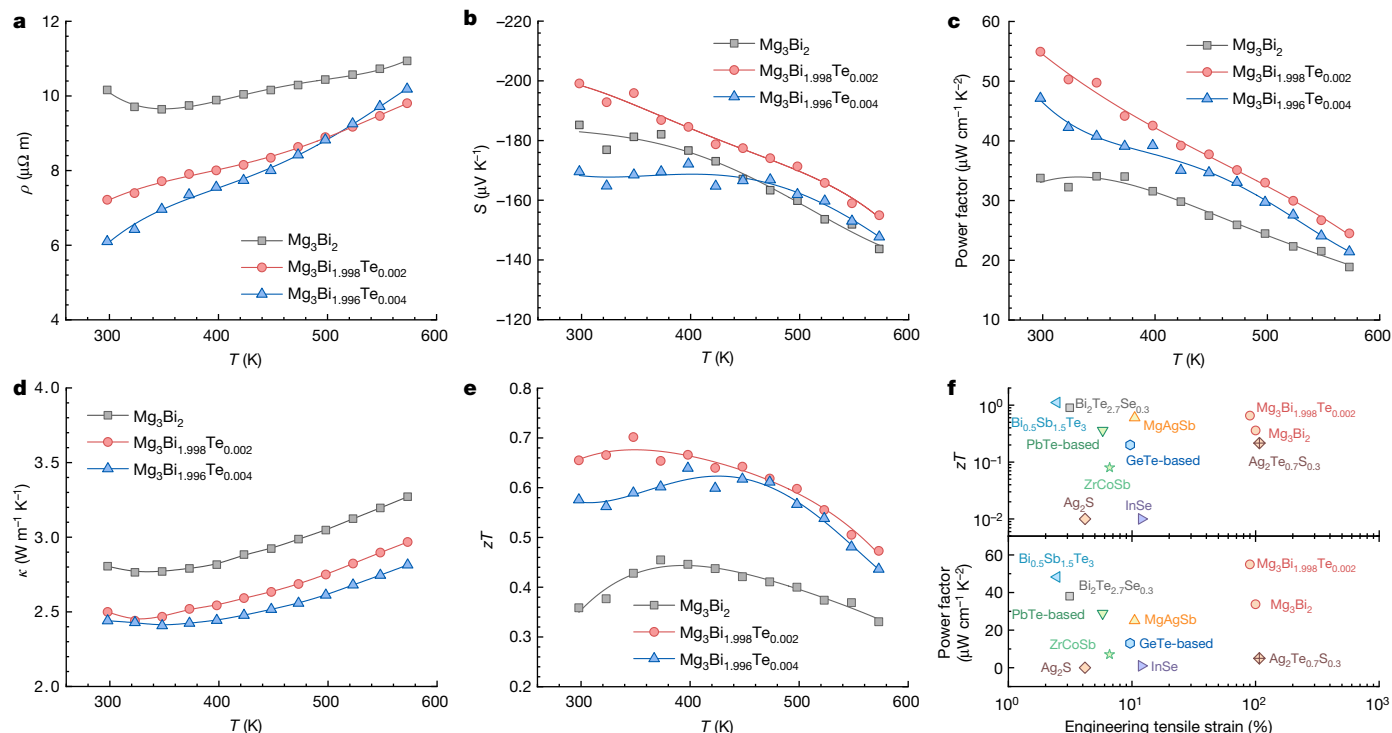 a
12
10
8
6
4
ρ (μΩ m)
Mg3Bi2
Mg3Bi1.998Te0.002
Mg3Bi1.996Te0.004
300 400 500 600
T (K)
b
−220
−200
−180
−160
−140
−120
S (μV K−1)
Mg3Bi2
Mg3Bi1.998Te0.002
Mg3Bi1.996Te0.004
300 400 500 600
T (K)
c
60
50
40
30
20
10
Power factor (μW cm−1 K−2)
Mg3Bi2
Mg3Bi1.998Te0.002
Mg3Bi1.996Te0.004
300 400 500 600
T (K)
d
4.0
3.5
3.0
2.5
2.0
κ (W m−1 K−1)
Mg3Bi2
Mg3Bi1.998Te0.002
Mg3Bi1.996Te0.004
300 400 500 600
T (K)
e
0.8
0.7
0.6
0.5
0.4
0.3
0.2
zT
Mg3Bi2
Mg3Bi1.998Te0.002
Mg3Bi1.996Te0.004
300 400 500 600
T (K)
f
100
10−1
10−2
zT
Bi2Te2.7Se0.3
Bi0.5Sb1.5Te3
PbTe-based
MgAgSb
GeTe-based
ZrCoSb
Ag2S
InSe
Mg3Bi1.998Te0.002
Mg3Bi2
Ag2Te0.7S0.3
60
40
20
0
Power factor
(μW cm−1 K−2)
Bi0.5Sb1.5Te3
Bi2Te2.7Se0.3
PbTe-based
MgAgSb
ZrCoSb
GeTe-based
Ag2S
InSe
Mg3Bi1.998Te0.002
Mg3Bi2
Ag2Te0.7S0.3
100 101 102 103
Engineering tensile strain (%)